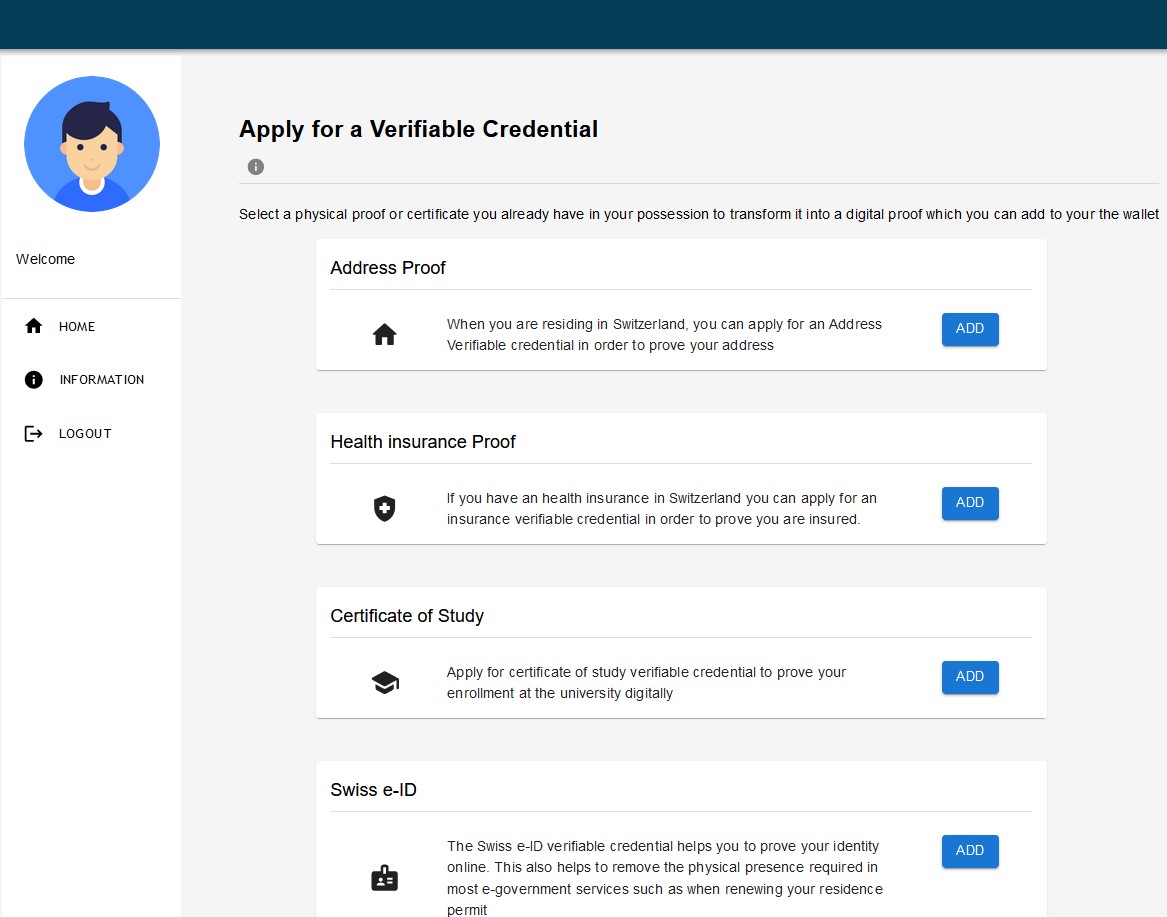 Apply for a Verifiable Credential
Select a physical proof or certificate you already have in your possession to transform it into a digital proof which you can add to your the wallet
Welcome
HOME
INFORMATION
LOGOUT
Address Proof
When you are residing in Switzerland, you can apply for an Address
Verifiable credential in order to prove your address
ADD
Health insurance Proof
If you have an health insurance in Switzerland you can apply for an
insurance verifiable credential in order to prove you are insured.
ADD
Certificate of Study
Apply for certificate of study verifiable credential to prove your
enrollment at the university digitally
ADD
Swiss e-ID
The Swiss e-ID verifiable credential helps you to prove your identity
online. This also helps to remove the physical presence required in
most e-government services such as when renewing your residence
permit
ADD